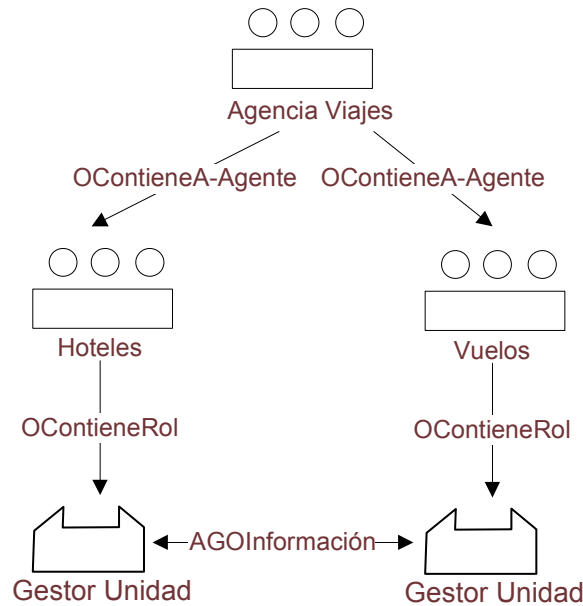 Agencia Viajes
OContieneA-Agente OContieneA-Agente
Hoteles Vuelos
OContieneRol OContieneRol
AGOInformación
Gestor Unidad Gestor Unidad